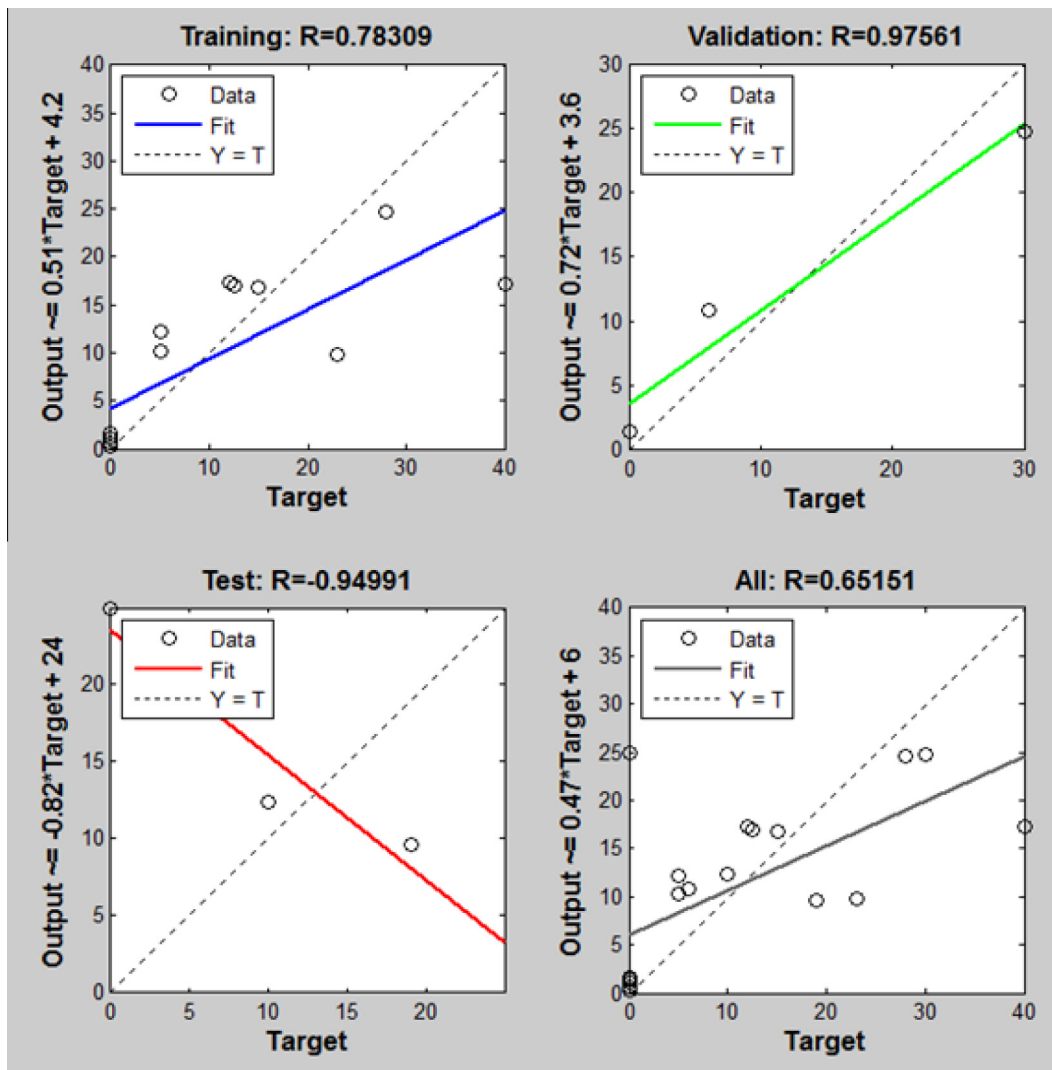 Training: R=0.78309
Output ~= 0.51*Target + 4.2
40
35
30
25
20
15
10
5
0
Data
Fit
Y = T
0 10 20 30 40
Target
Validation: R=0.97561
Output ~= 0.72*Target + 3.6
30
25
20
15
10
5
0
Data
Fit
Y = T
0 10 20 30
Target
Test: R=-0.94991
Output ~= -0.82*Target + 24
20
15
10
5
0
Data
Fit
Y = T
0 5 10 15 20
Target
All: R=0.65151
Output ~= 0.47*Target + 6
40
35
30
25
20
15
10
5
0
Data
Fit
Y = T
0 10 20 30 40
Target